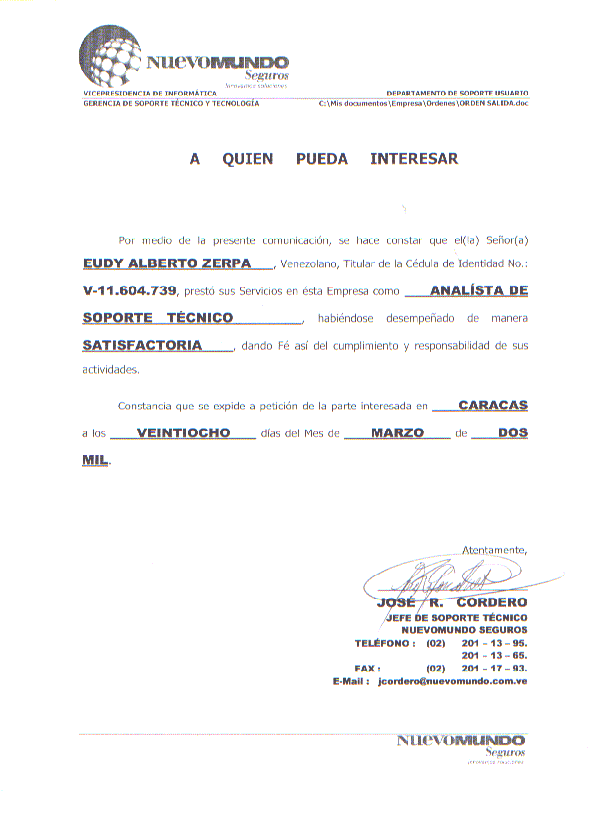 NUEVOMUNDO
Seguros
Innovamos soluciones
VICEPRESIDENCIA DE INFORMÁTICA DEPARTAMENTO DE SOPORTE USUARIO
GERENCIA DE SOPORTE TÉCNICO Y TECNOLOGÍA C:\Mis documentos\Empresa\Ordenes\ORDEN SALIDA.doc
A QUIEN PUEDA INTERESAR
Por medio de la presente comunicación, se hace constar que el(la) Señor(a)
EUDY ALBERTO ZERPA, Venezolano, Titular de la Cédula de Identidad No.:
V-11.604.739, prestó sus Servicios en ésta Empresa como ANALÍSTA DE
SOPORTE TÉCNICO, habiéndose desempeñado de manera
SATISFACTORIA, dando Fé así del cumplimiento y responsabilidad de sus
actividades.
Constancia que se expide a petición de la parte interesada en CARACAS
a los VEINTIOCHO días del Mes de MARZO de DOS
MIL.
Atentamente,
JOSÉ R. CORDERO
JEFE DE SOPORTE TÉCNICO
NUEVOMUNDO SEGUROS
TELÉFONO : (02) 201 - 13 - 95.
201 - 13 - 65.
FAX : (02) 201 - 17 - 93.
E-Mail : jcordero@nuevomundo.com.ve
NUEVOMUNDO
Seguros